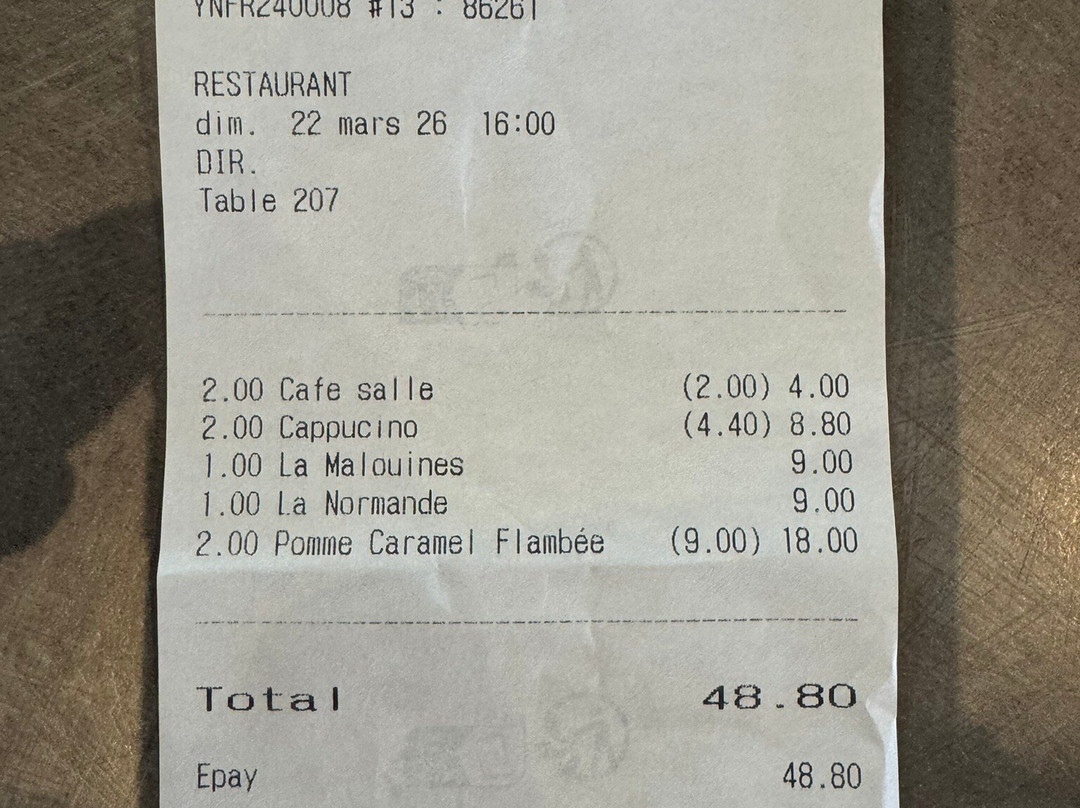 YNFR240008 #13 : 86261
RESTAURANT
dim. 22 mars 26 16:00
DIR.
Table 207
2.00 Cafe salle (2.00) 4.00
2.00 Cappucino (4.40) 8.80
1.00 La Malouines 9.00
1.00 La Normande 9.00
2.00 Pomme Caramel Flambée (9.00) 18.00
Total 48.80
Epay 48.80